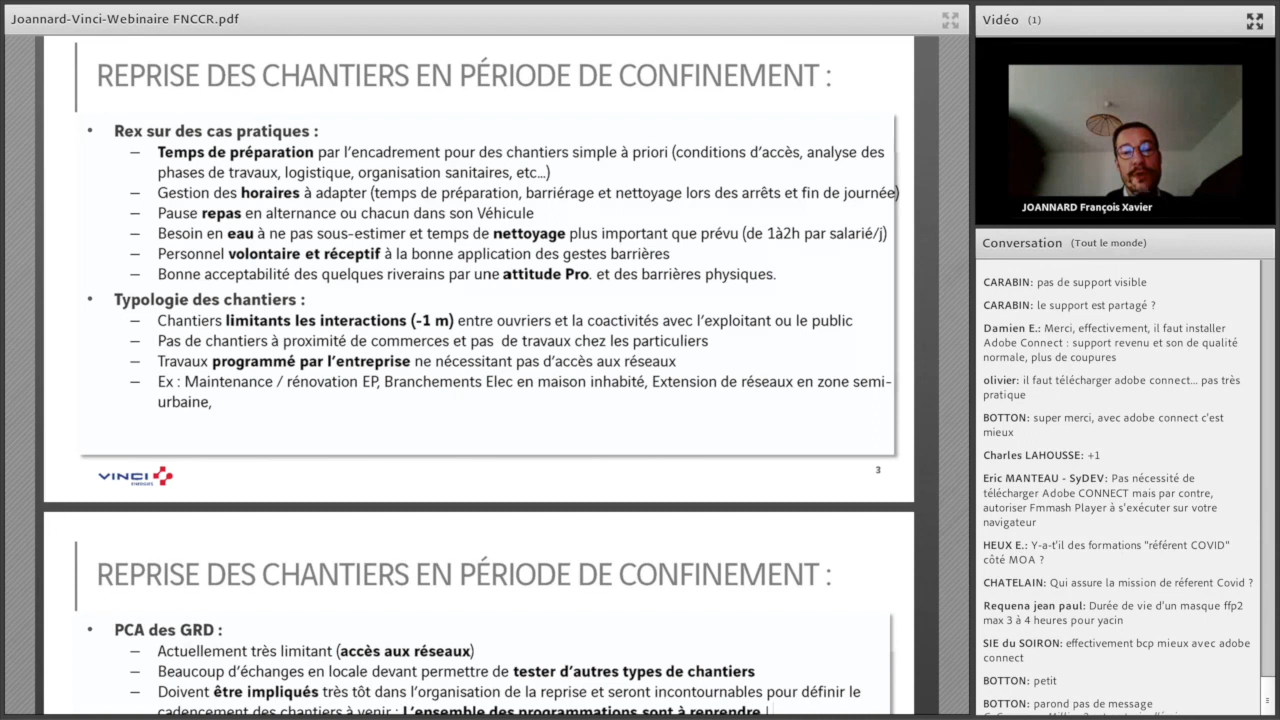 Joannard-Vinci-Webinaire FNCCR.pdf
REPRISE DES CHANTIERS EN PÉRIODE DE CONFINEMENT :
• Rex sur des cas pratiques :
– Temps de préparation par l'encadrement pour des chantiers simple à priori (conditions d'accès, analyse des
phases de travaux, logistique, organisation sanitaires, etc…)
– Gestion des horaires à adapter (temps de préparation, barriérage et nettoyage lors des arrêts et fin de journée)
– Pause repas en alternance ou chacun dans son Véhicule
– Besoin en eau à ne pas sous-estimer et temps de nettoyage plus important que prévu (de 1à2h par salarié/j)
– Personnel volontaire et réceptif à la bonne application des gestes barrières
– Bonne acceptabilité des quelques riverains par une attitude Pro. et des barrières physiques.
• Typologie des chantiers :
– Chantiers limitants les interactions (-1 m) entre ouvriers et la coactivités avec l'exploitant ou le public
– Pas de chantiers à proximité de commerces et pas de travaux chez les particuliers
– Travaux programmé par l'entreprise ne nécessitant pas d'accès aux réseaux
– Ex : Maintenance / rénovation EP, Branchements Elec en maison inhabité, Extension de réseaux en zone semi-
urbaine,
VINCI
ENERGIES
3
REPRISE DES CHANTIERS EN PÉRIODE DE CONFINEMENT :
• PCA des GRD :
– Actuellement très limitant (accès aux réseaux)
– Beaucoup d'échanges en locale devant permettre de tester d'autres types de chantiers
– Doivent être impliqués très tôt dans l'organisation de la reprise et seront incontournables pour définir le
cadencement des chantiers à venir : L'ensemble des programmations sont à reprendre !
Vidéo (1)
JOANNARD François Xavier
Conversation (Tout le monde)
CARABIN: pas de support visible
CARABIN: le support est partagé ?
Damien E.: Merci, effectivement, il faut installer
Adobe Connect : support revenu et son de qualité
normale, plus de coupures
olivier: il faut télécharger adobe connect... pas très
pratique
BOTTON: super merci, avec adobe connect c'est
mieux
Charles LAHOUSSE: +1
Eric MANTEAU - SyDEV: Pas nécessité de
télécharger Adobe CONNECT mais par contre,
autoriser Fmmash Player à s'exécuter sur votre
navigateur
HEUX E.: Y-a-t'il des formations "référent COVID"
côté MOA ?
CHATELAIN: Qui assure la mission de réferent Covid ?
Requena jean paul: Durée de vie d'un masque ffp2
max 3 à 4 heures pour yacin
SIE du SOIRON: effectivement bcp mieux avec adobe
connect
BOTTON: petit
BOTTON: parond pas de message